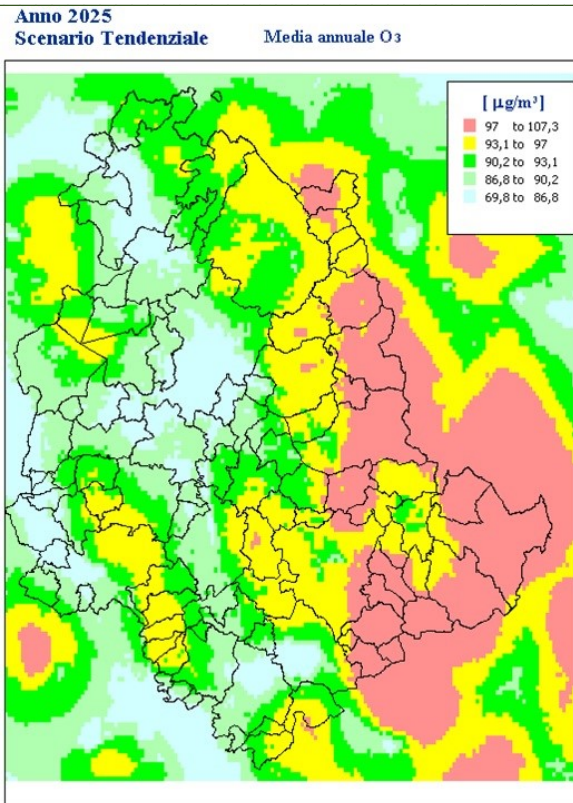 Anno 2025
Scenario Tendenziale Media annuale O3
[ µg/m³]
97 to 107,3
93,1 to 97
90,2 to 93,1
86,8 to 90,2
69,8 to 86,8